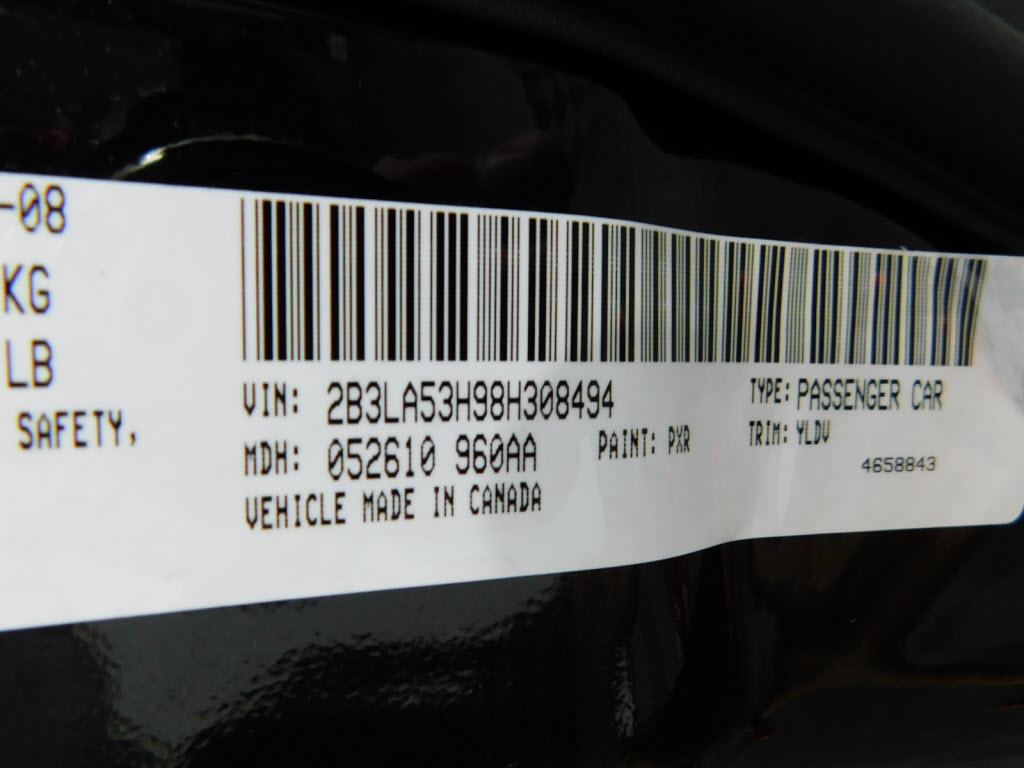 -08
KG
LB
SAFETY,
VIN: 2B3LA53H98H308494
TYPE: PASSENGER CAR
MDH: 052610 960AA
PAINT: PXR
TRIM: YLDV
VEHICLE MADE IN CANADA
4658843